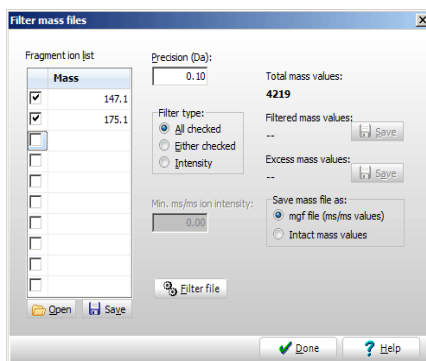 Filter mass files
Fragment ion list
Mass
147.1
175.1
Open
Save
Precision (Da):
0.10
Filter type:
All checked
Either checked
Intensity
Min. ms/ms ion intensity:
0.00
Filter file
Total mass values:
4219
Filtered mass values:
--
Save
Excess mass values:
--
Save
Save mass file as:
mgf file (ms/ms values)
Intact mass values
Done
Help